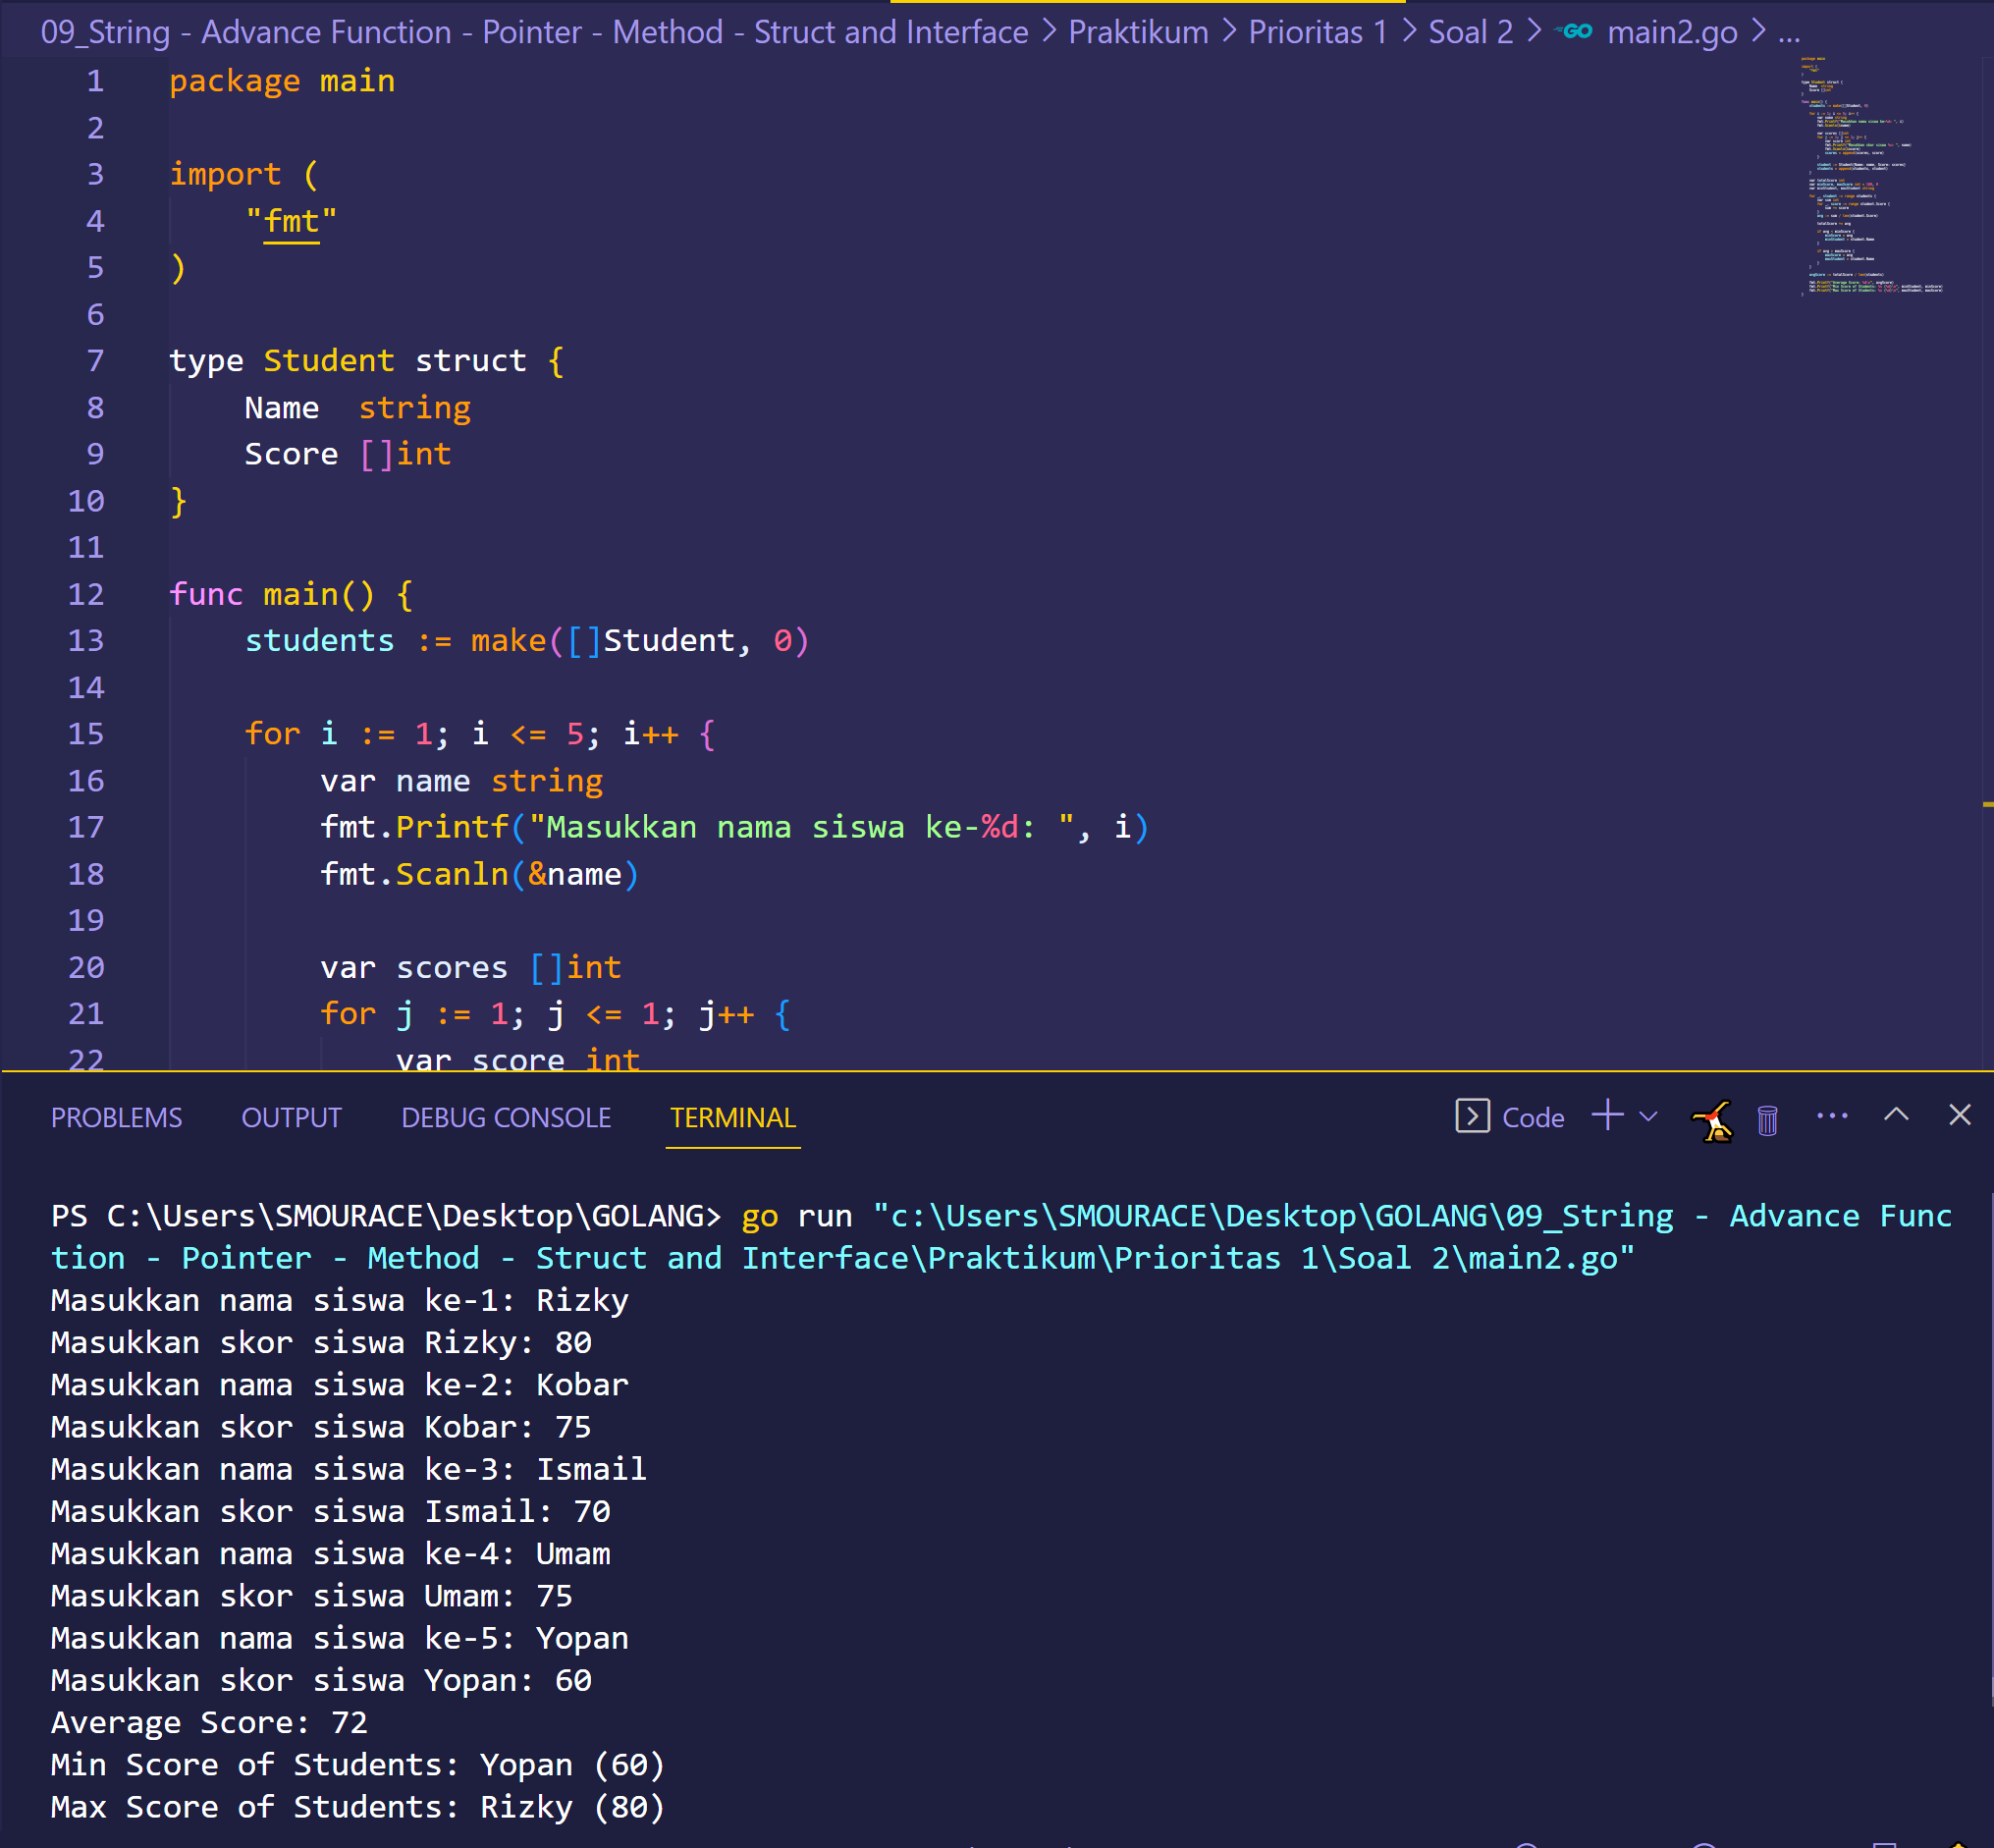 09_String - Advance Function - Pointer - Method - Struct and Interface > Praktikum > Prioritas 1 > Soal 2 > GO main2.go > ...
1 package main
2
3 import (
4 "fmt"
5 )
6
7 type Student struct {
8 Name  string
9 Score []int
10 }
11
12 func main() {
13 students := make([]Student, 0)
14
15 for i := 1; i <= 5; i++ {
16 var name string
17 fmt.Printf("Masukkan nama siswa ke-%d: ", i)
18 fmt.Scanln(&name)
19
20 var scores []int
21 for j := 1; j <= 1; j++ {
22 var score int
PROBLEMS OUTPUT DEBUG CONSOLE TERMINAL Code
PS C:\Users\SMOURACE\Desktop\GOLANG> go run "c:\Users\SMOURACE\Desktop\GOLANG\09_String - Advance Func
tion - Pointer - Method - Struct and Interface\Praktikum\Prioritas 1\Soal 2\main2.go"
Masukkan nama siswa ke-1: Rizky
Masukkan skor siswa Rizky: 80
Masukkan nama siswa ke-2: Kobar
Masukkan skor siswa Kobar: 75
Masukkan nama siswa ke-3: Ismail
Masukkan skor siswa Ismail: 70
Masukkan nama siswa ke-4: Umam
Masukkan skor siswa Umam: 75
Masukkan nama siswa ke-5: Yopan
Masukkan skor siswa Yopan: 60
Average Score: 72
Min Score of Students: Yopan (60)
Max Score of Students: Rizky (80)